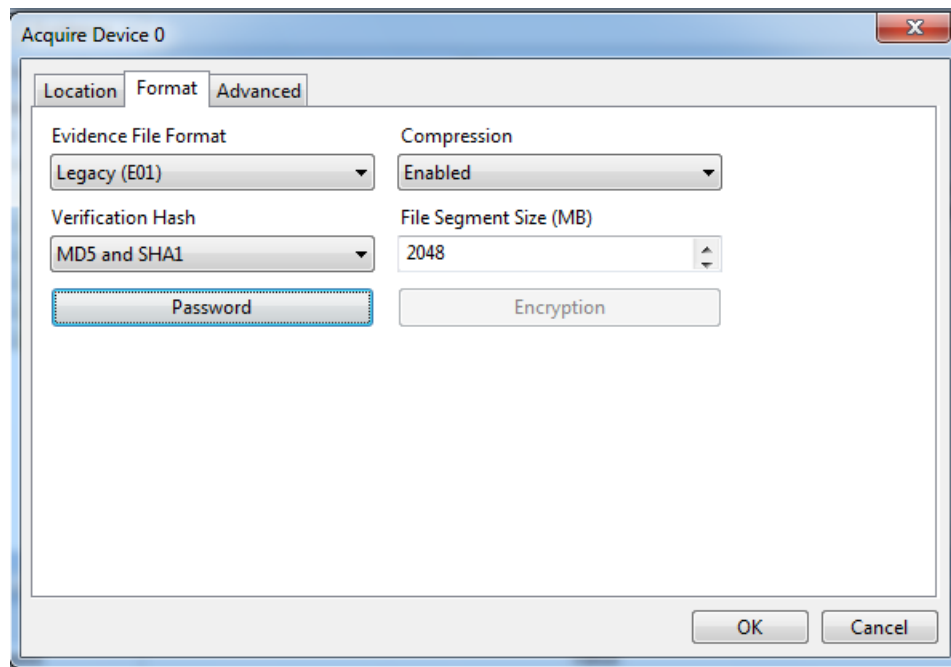 Acquire Device 0
Location Format Advanced
Evidence File Format Compression
Legacy (E01) Enabled
Verification Hash File Segment Size (MB)
MD5 and SHA1 2048
Password Encryption
OK Cancel